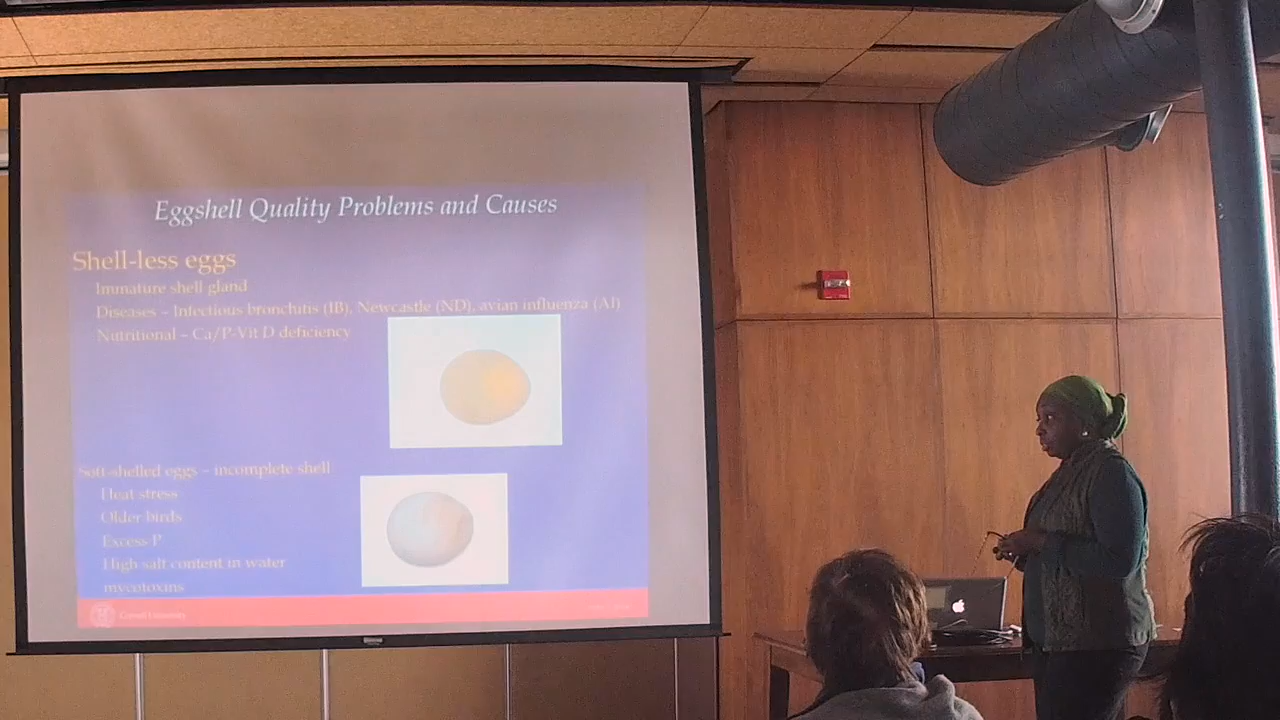 Eggshell Quality Problems and Causes
Shell-less eggs
Immature shell gland
Diseases – Infectious bronchitis (IB), Newcastle (ND), avian influenza (AI)
Nutritional – Ca/P-Vit D deficiency
Soft-shelled eggs – incomplete shell
Heat stress
Older birds
Excess P
High salt content in water
mycotoxins
Cornell University